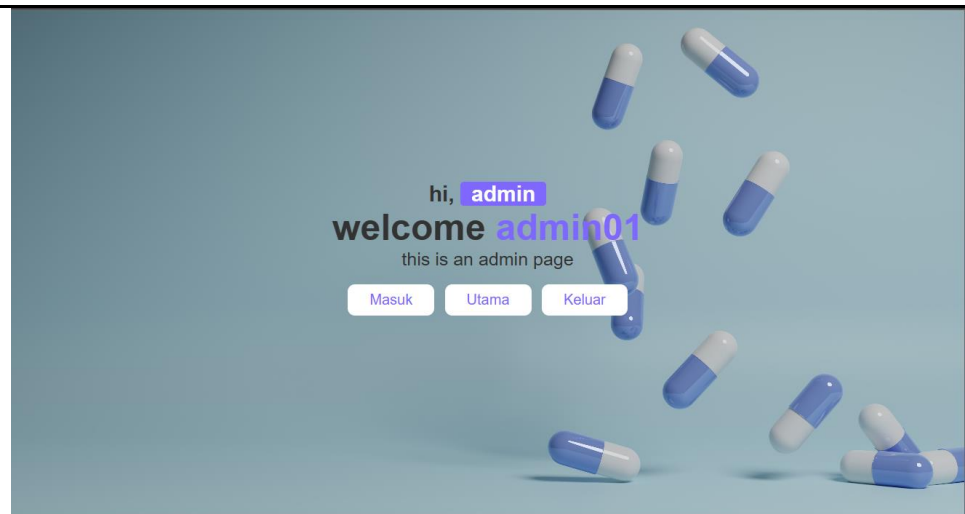 hi, admin
welcome admin01
this is an admin page
Masuk Utama Keluar